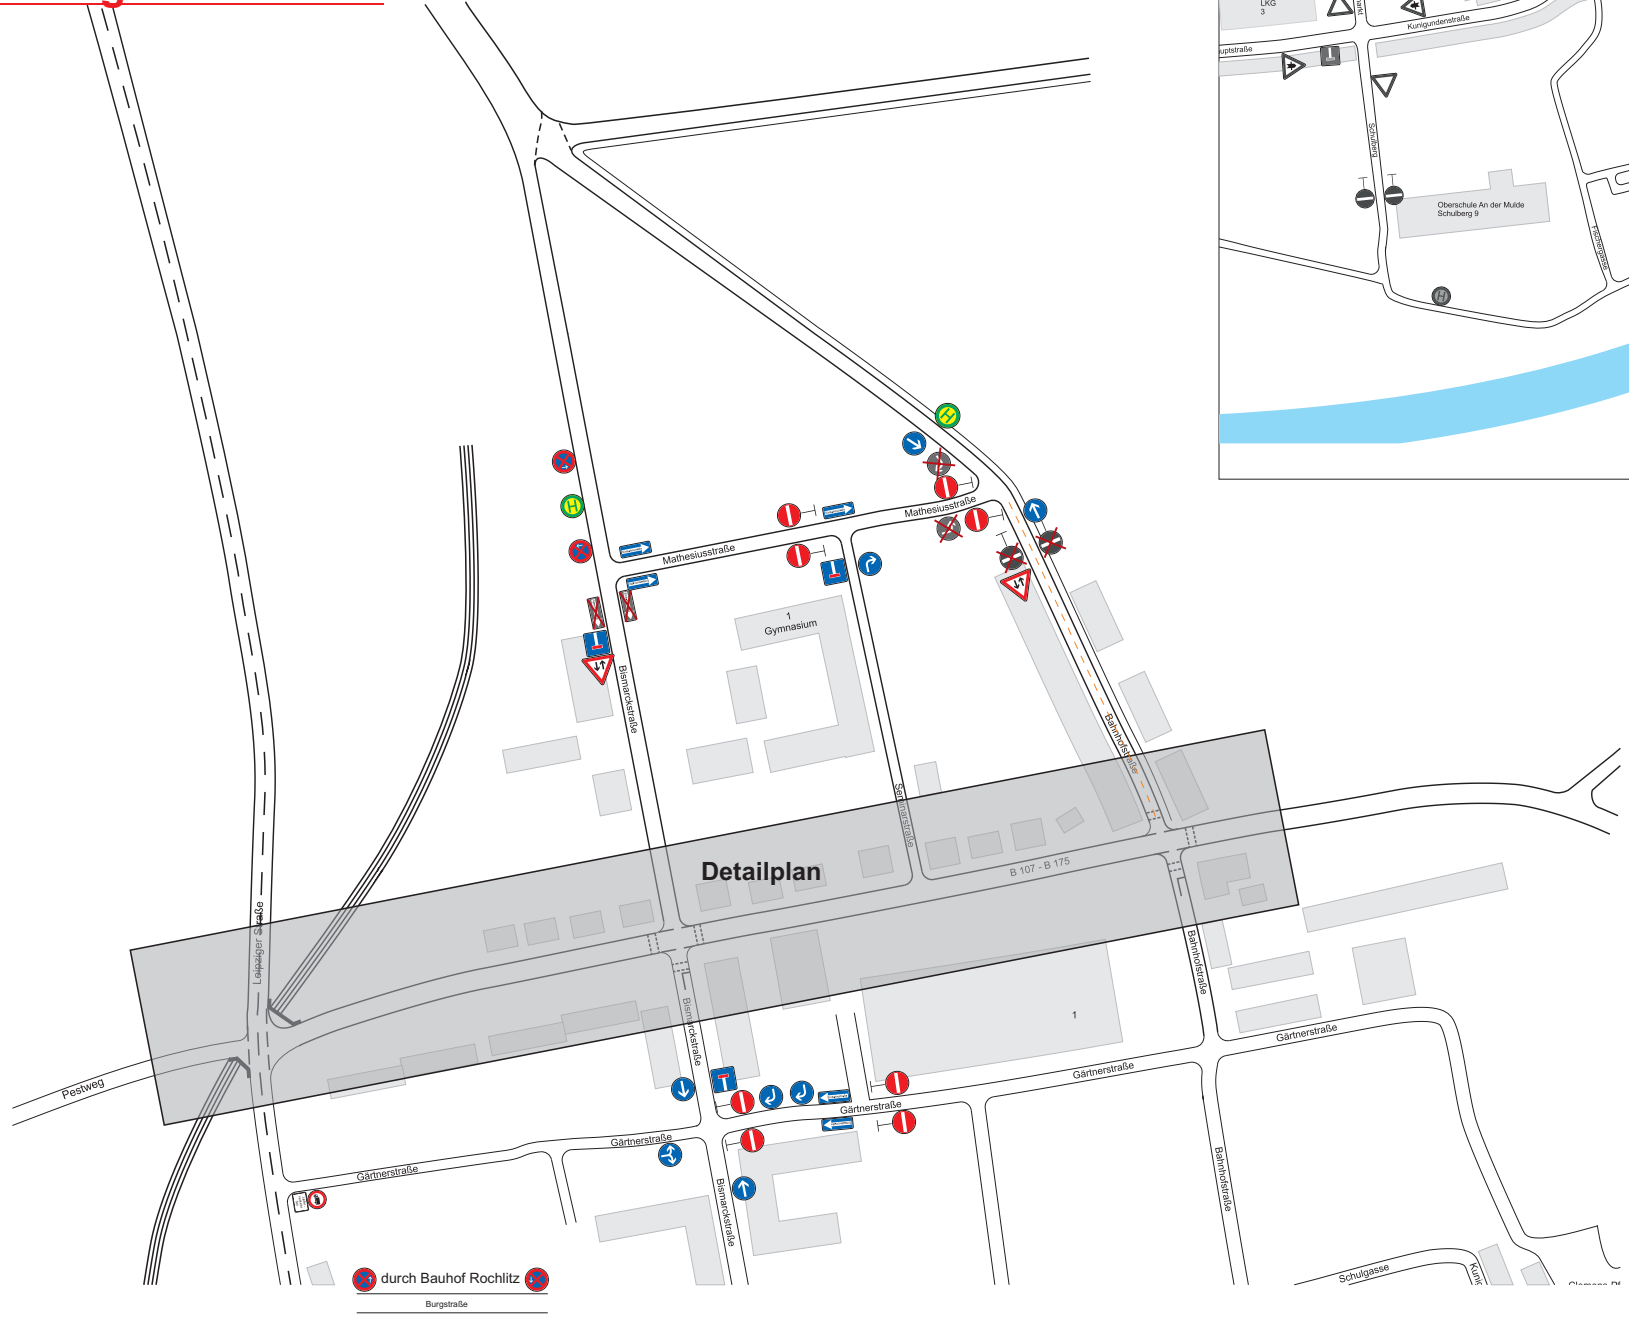 LKG
3
Kunigundenstraße
Schulberg
Oberschule An der Mulde
Schulberg 9
Fischergasse
H
H
H
Mathesiusstraße
Mathesiusstraße
1
Gymnasium
Bismarckstraße
Bahnhofstraße
Seminarstraße
Detailplan
B 107 - B 175
Leipziger Straße
Bismarckstraße
Bahnhofstraße
1
Pestweg
Gärtnerstraße
Gärtnerstraße
Gärtnerstraße
Gärtnerstraße
Gärtnerstraße
Bismarckstraße
Bahnhofstraße
durch Bauhof Rochlitz
Burgstraße
Schulgasse